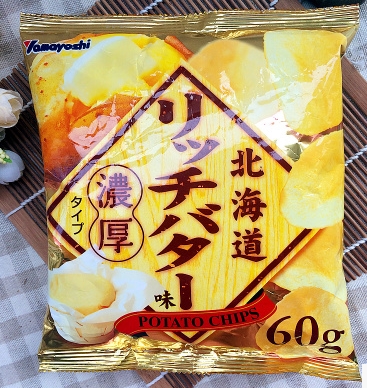 Yamayoshi
北海道
リッチバター味
濃厚
タイプ
POTATO CHIPS
60g